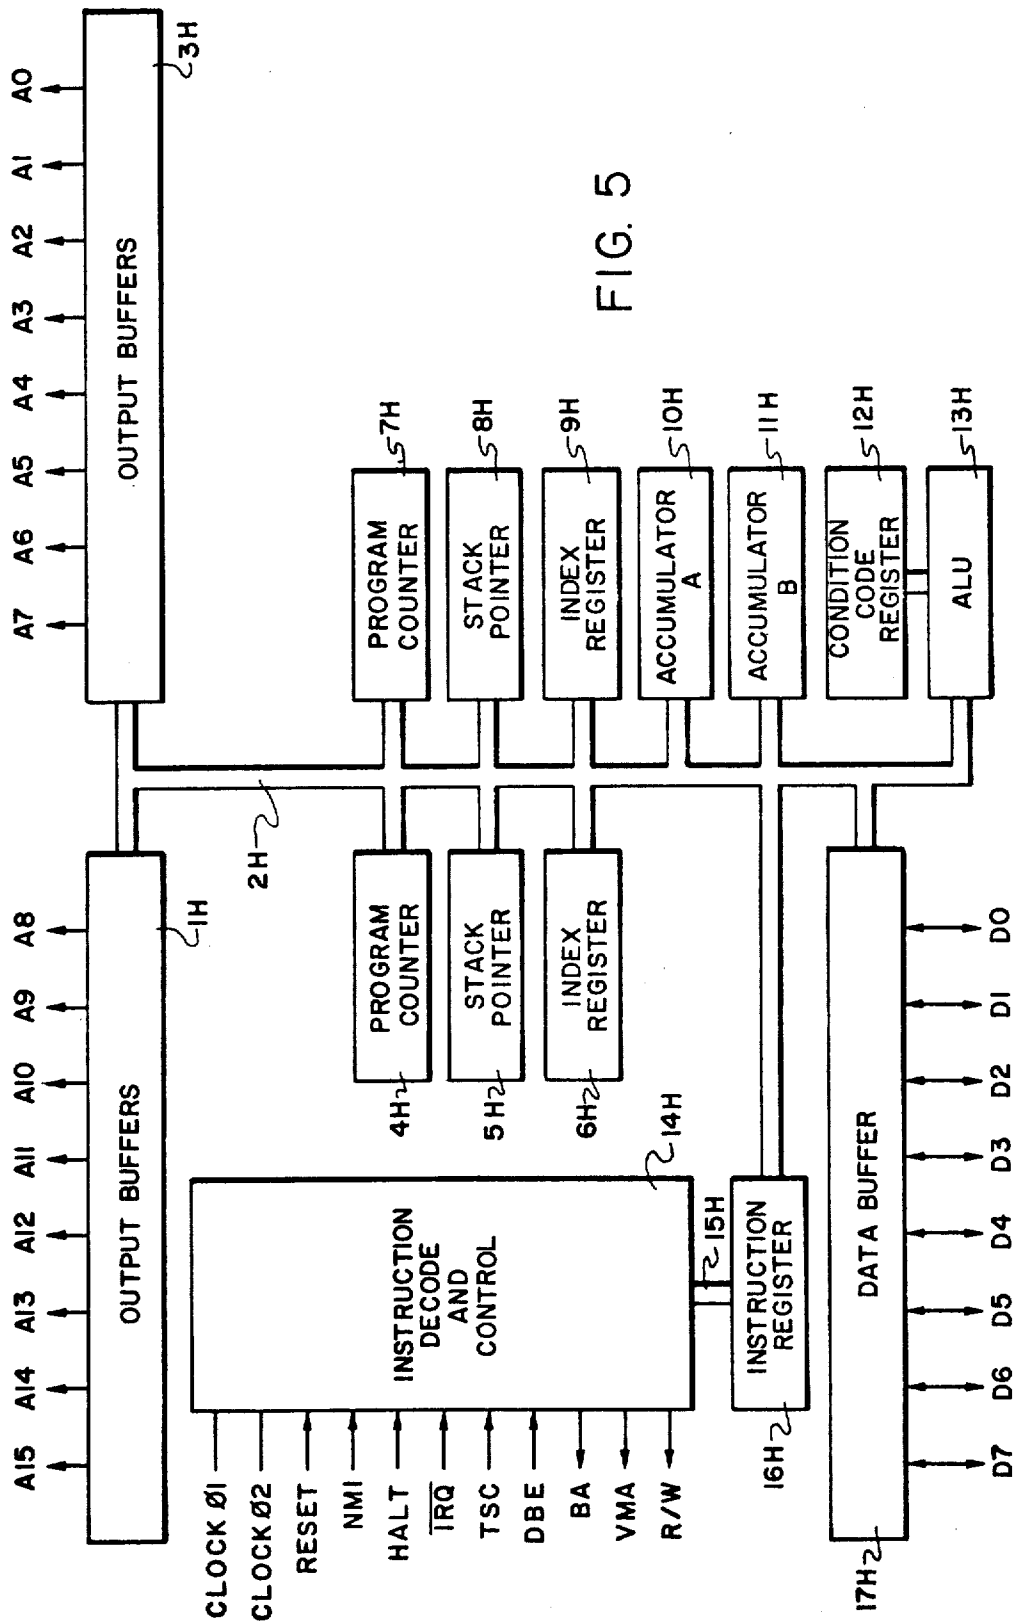 A15 A14 A13 A12 A11 A10 A9 A8 A7 A6 A5 A4 A3 A2 A1 A0
OUTPUT BUFFERS
1H
OUTPUT BUFFERS
3H
2H
CLOCK Ø1
CLOCK Ø2
RESET
NMI
HALT
I̅R̅Q̅
TSC
DBE
BA
VMA
R/W
INSTRUCTION
DECODE
AND
CONTROL
14H
15H
INSTRUCTION
REGISTER
16H
PROGRAM
COUNTER
4H
STACK
POINTER
5H
INDEX
REGISTER
6H
PROGRAM
COUNTER
7H
STACK
POINTER
8H
INDEX
REGISTER
9H
ACCUMULATOR
A
10H
ACCUMULATOR
B
11H
CONDITION
CODE
REGISTER
12H
ALU
13H
DATA BUFFER
17H
D7 D6 D5 D4 D3 D2 D1 D0
FIG. 5